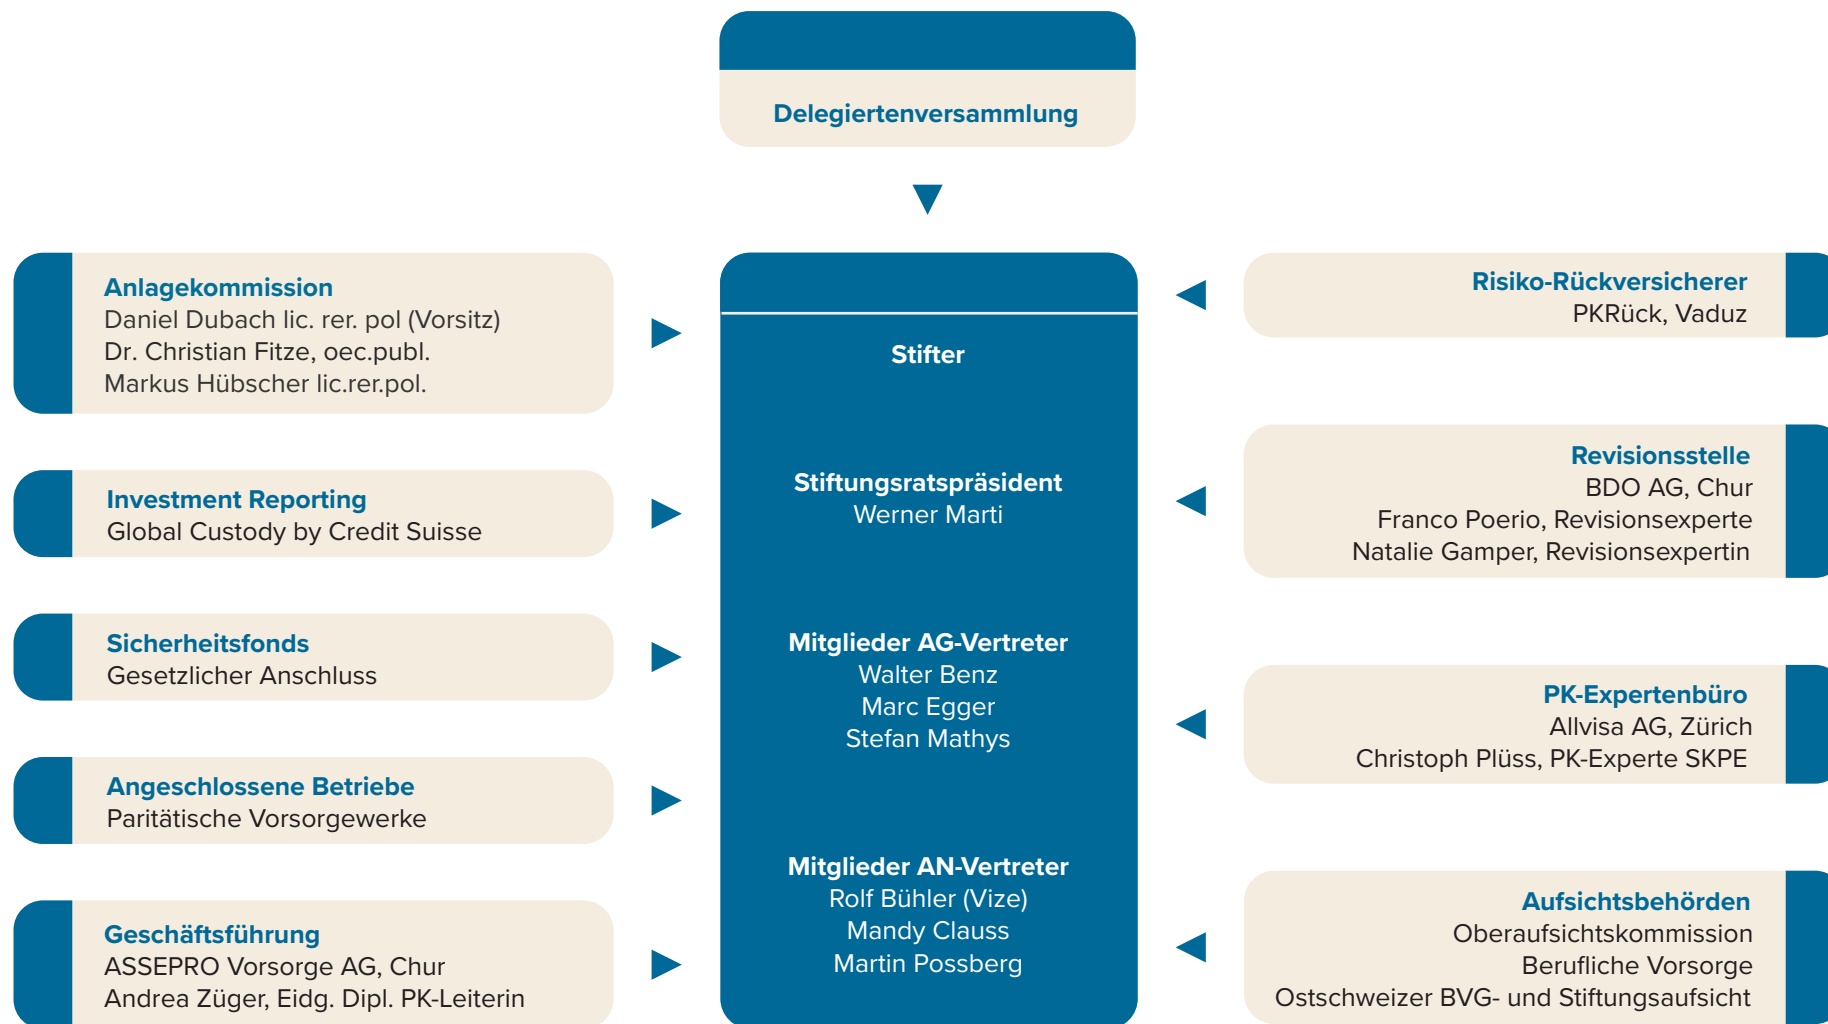 Delegiertenversammlung
Anlagekommission
Daniel Dubach lic. rer. pol (Vorsitz)
Dr. Christian Fitze, oec.publ.
Markus Hübscher lic.rer.pol.
Investment Reporting
Global Custody by Credit Suisse
Sicherheitsfonds
Gesetzlicher Anschluss
Angeschlossene Betriebe
Paritätische Vorsorgewerke
Geschäftsführung
ASSEPRO Vorsorge AG, Chur
Andrea Züger, Eidg. Dipl. PK-Leiterin
Stifter
Stiftungsratspräsident
Werner Marti
Mitglieder AG-Vertreter
Walter Benz
Marc Egger
Stefan Mathys
Mitglieder AN-Vertreter
Rolf Bühler (Vize)
Mandy Clauss
Martin Possberg
Risiko-Rückversicherer
PKRück, Vaduz
Revisionsstelle
BDO AG, Chur
Franco Poerio, Revisionsexperte
Natalie Gamper, Revisionsexpertin
PK-Expertenbüro
Allvisa AG, Zürich
Christoph Plüss, PK-Experte SKPE
Aufsichtsbehörden
Oberaufsichtskommission
Berufliche Vorsorge
Ostschweizer BVG- und Stiftungsaufsicht